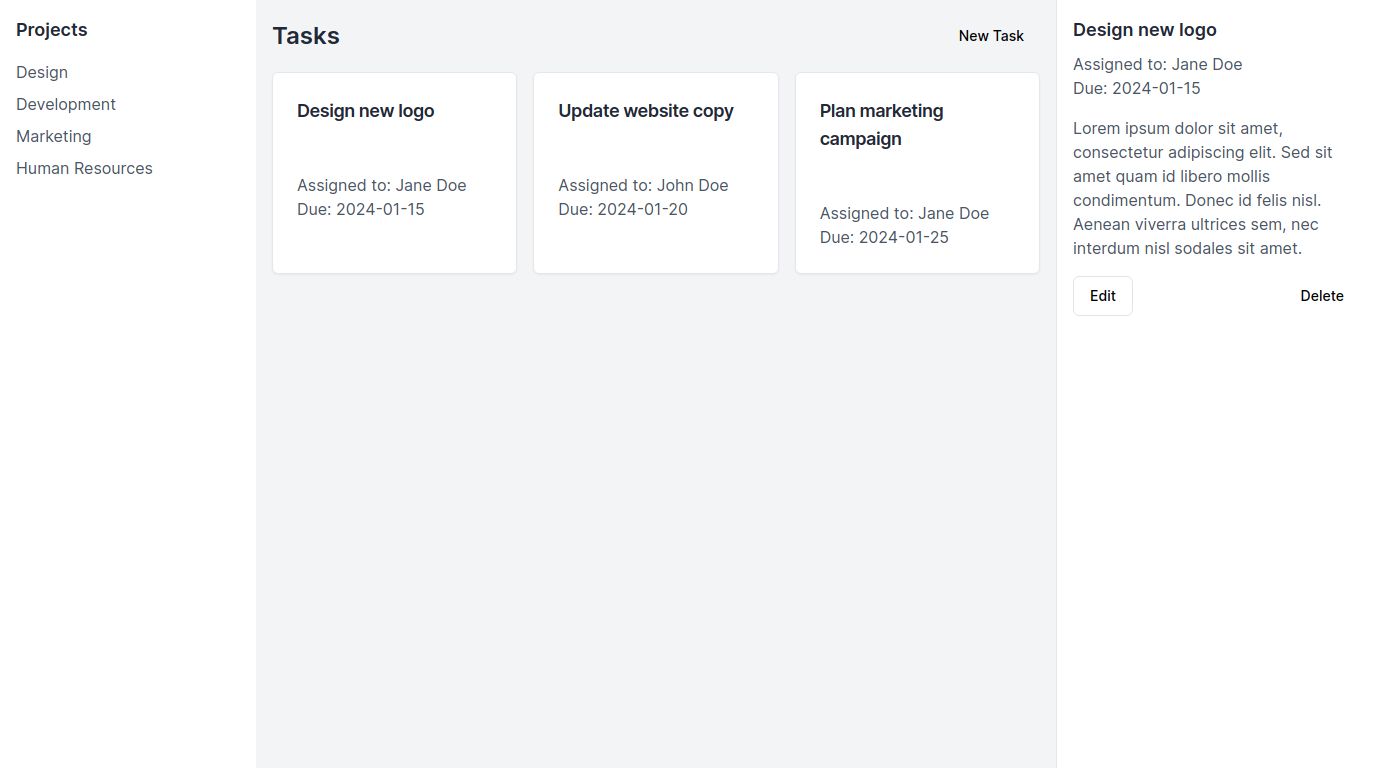 Projects
Design
Development
Marketing
Human Resources
Tasks
New Task
Design new logo
Assigned to: Jane Doe
Due: 2024-01-15
Update website copy
Assigned to: John Doe
Due: 2024-01-20
Plan marketing
campaign
Assigned to: Jane Doe
Due: 2024-01-25
Design new logo
Assigned to: Jane Doe
Due: 2024-01-15
Lorem ipsum dolor sit amet,
consectetur adipiscing elit. Sed sit
amet quam id libero mollis
condimentum. Donec id felis nisl.
Aenean viverra ultrices sem, nec
interdum nisl sodales sit amet.
Edit
Delete